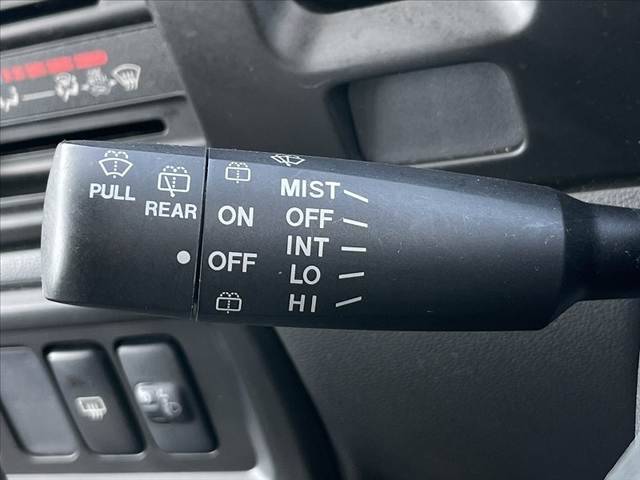 PULL
REAR
ON
OFF
MIST
OFF
INT
LO
HI